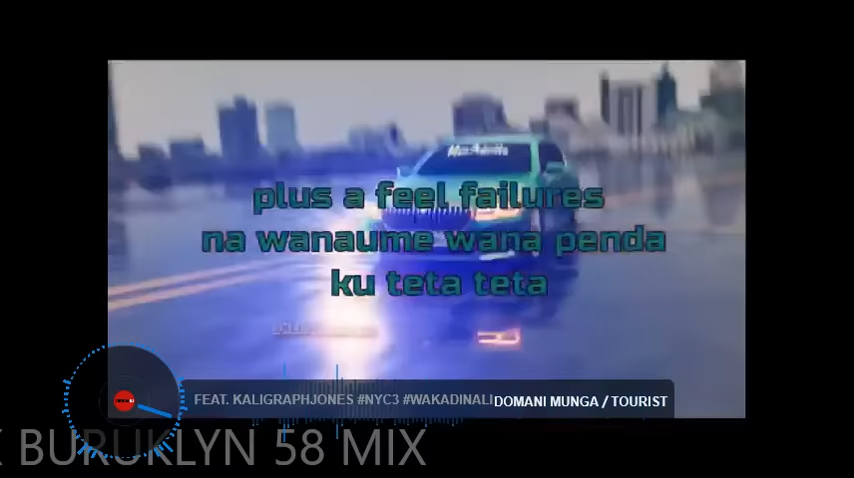 plus a feel failures
na wanaume wana penda
ku teta teta
FEAT. KALIGRAPHJONES #NYC3 #WAKADINALI DOMANI MUNGA / TOURIST
BURUKLYN 58 MIX